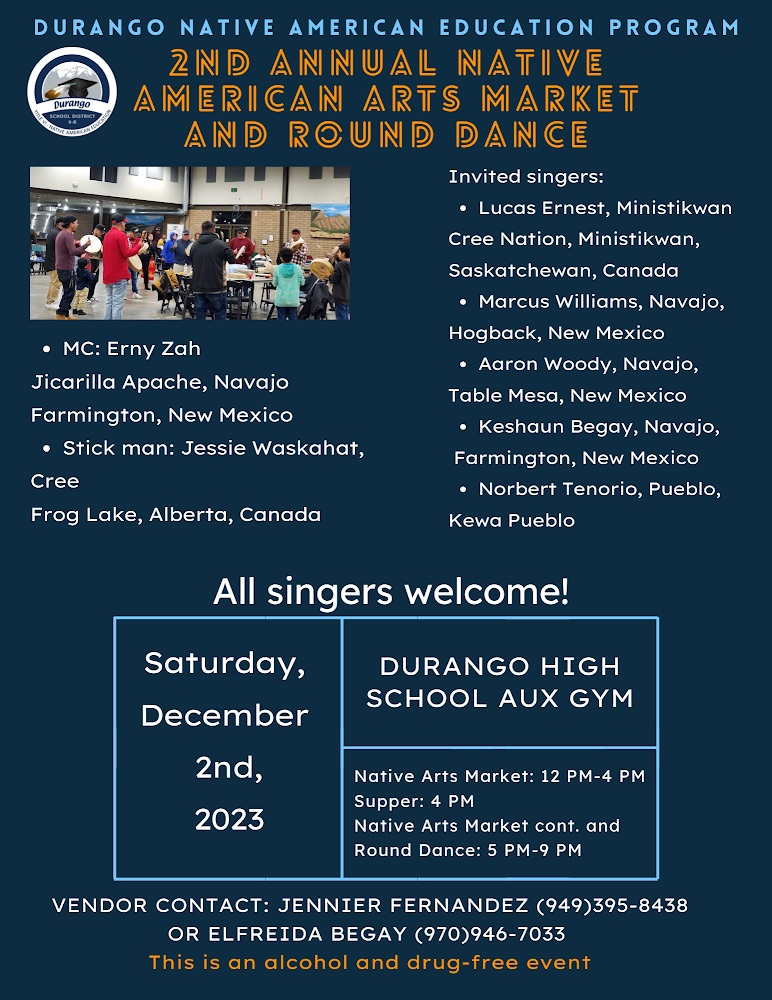 DURANGO NATIVE AMERICAN EDUCATION PROGRAM
2ND ANNUAL NATIVE
AMERICAN ARTS MARKET
AND ROUND DANCE
Durango
SCHOOL DISTRICT
9-R
TITLE VI - NATIVE AMERICAN EDUCATION
• MC: Erny Zah
Jicarilla Apache, Navajo
Farmington, New Mexico
• Stick man: Jessie Waskahat,
Cree
Frog Lake, Alberta, Canada
Invited singers:
• Lucas Ernest, Ministikwan
Cree Nation, Ministikwan,
Saskatchewan, Canada
• Marcus Williams, Navajo,
Hogback, New Mexico
• Aaron Woody, Navajo,
Table Mesa, New Mexico
• Keshaun Begay, Navajo,
Farmington, New Mexico
• Norbert Tenorio, Pueblo,
Kewa Pueblo
All singers welcome!
Saturday,
December
2nd,
2023
DURANGO HIGH
SCHOOL AUX GYM
Native Arts Market: 12 PM-4 PM
Supper: 4 PM
Native Arts Market cont. and
Round Dance: 5 PM-9 PM
VENDOR CONTACT: JENNIER FERNANDEZ (949)395-8438
OR ELFREIDA BEGAY (970)946-7033
This is an alcohol and drug-free event